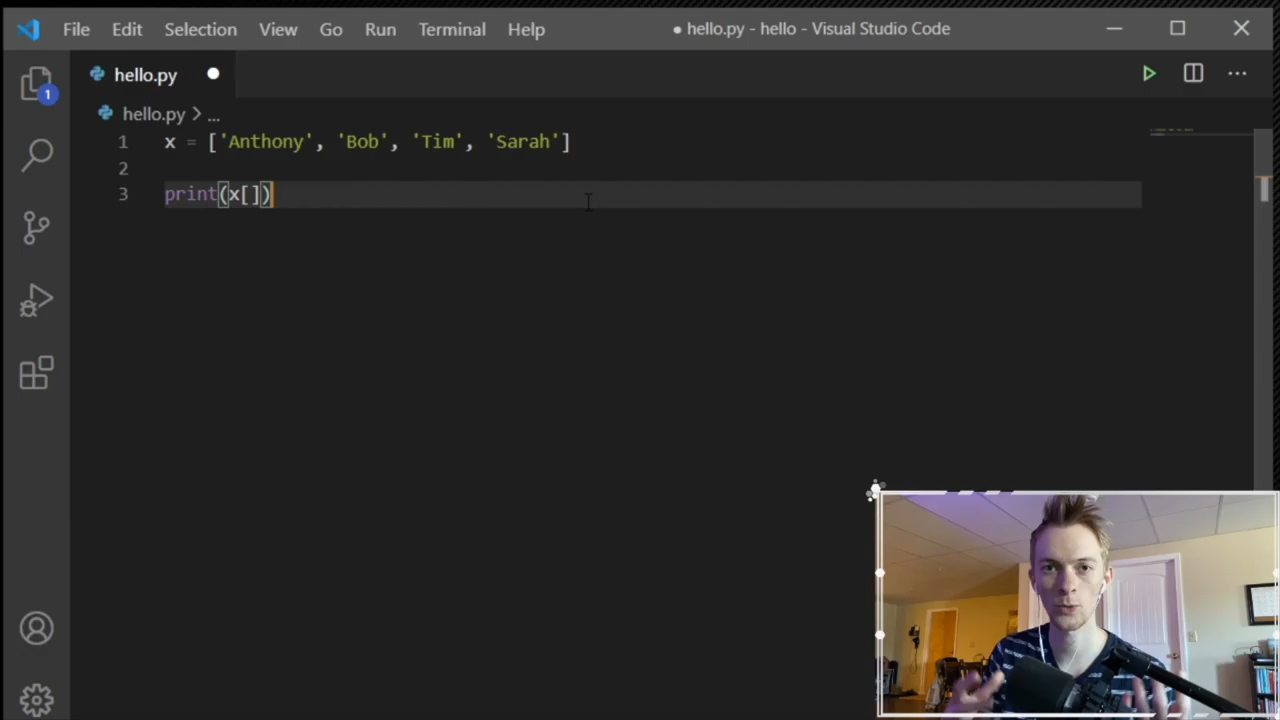 File Edit Selection View Go Run Terminal Help ● hello.py - hello - Visual Studio Code
1
hello.py
hello.py > ...
1 x = ['Anthony', 'Bob', 'Tim', 'Sarah']
2
3 print(x[])